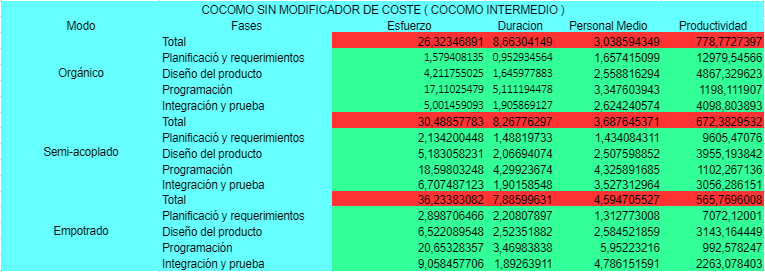 COCOMO SIN MODIFICADOR DE COSTE ( COCOMO INTERMEDIO )
Modo Fases Esfuerzo Duracion Personal Medio Productividad
Total 26,32346891 8,66304149 3,038594349 778,7727397
Planificació y requerimientos 1,579408135 0,952934564 1,657415099 12979,54566
Orgánico Diseño del producto 4,211755025 1,645977883 2,558816294 4867,329623
Programación 17,11025479 5,111194478 3,347603943 1198,111907
Integración y prueba 5,001459093 1,905869127 2,624240574 4098,803893
Total 30,48857783 8,26776297 3,687645371 672,3829532
Planificació y requerimientos 2,134200448 1,48819733 1,434084311 9605,47076
Semi-acoplado Diseño del producto 5,183058231 2,06694074 2,507598852 3955,193842
Programación 18,59803248 4,29923674 4,325891685 1102,267136
Integración y prueba 6,707487123 1,90158548 3,527312964 3056,286151
Total 36,23383082 7,88599631 4,594705527 565,7696008
Planificació y requerimientos 2,898706466 2,20807897 1,312773008 7072,12001
Empotrado Diseño del producto 6,522089548 2,52351882 2,584521859 3143,164449
Programación 20,65328357 3,46983838 5,95223216 992,578247
Integración y prueba 9,058457706 1,89263911 4,786151591 2263,078403